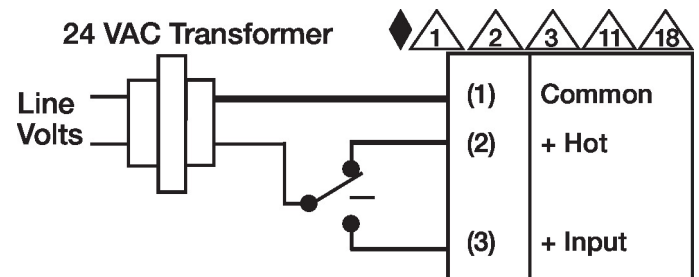 24 VAC Transformer
1 2 3 11 18
Line
Volts
(1) Common
(2) + Hot
(3) + Input